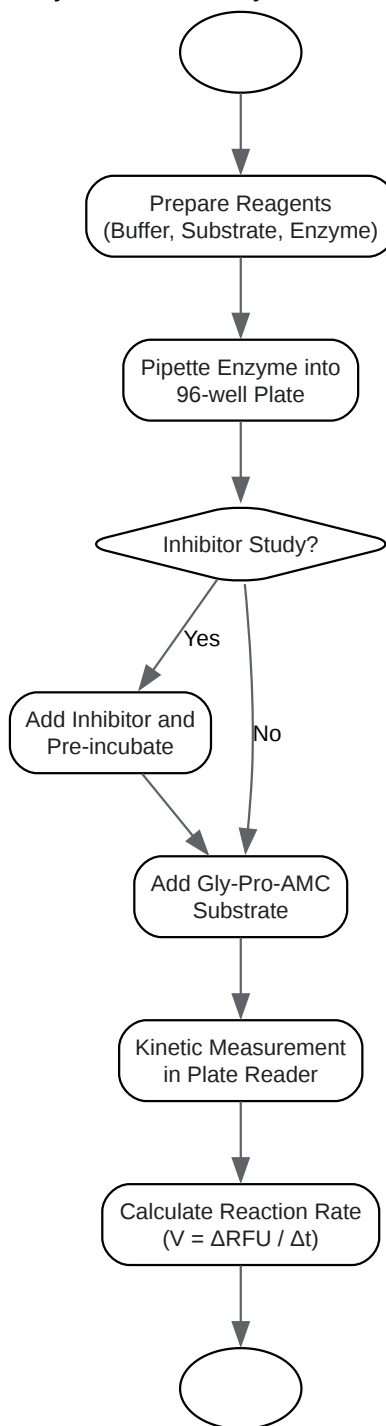 Prepare Reagents
(Buffer, Substrate, Enzyme)
Pipette Enzyme into
96-well Plate
Inhibitor Study?
Yes
Add Inhibitor and
Pre-incubate
No
Add Gly-Pro-AMC
Substrate
Kinetic Measurement
in Plate Reader
Calculate Reaction Rate
(V = ΔRFU / Δt)